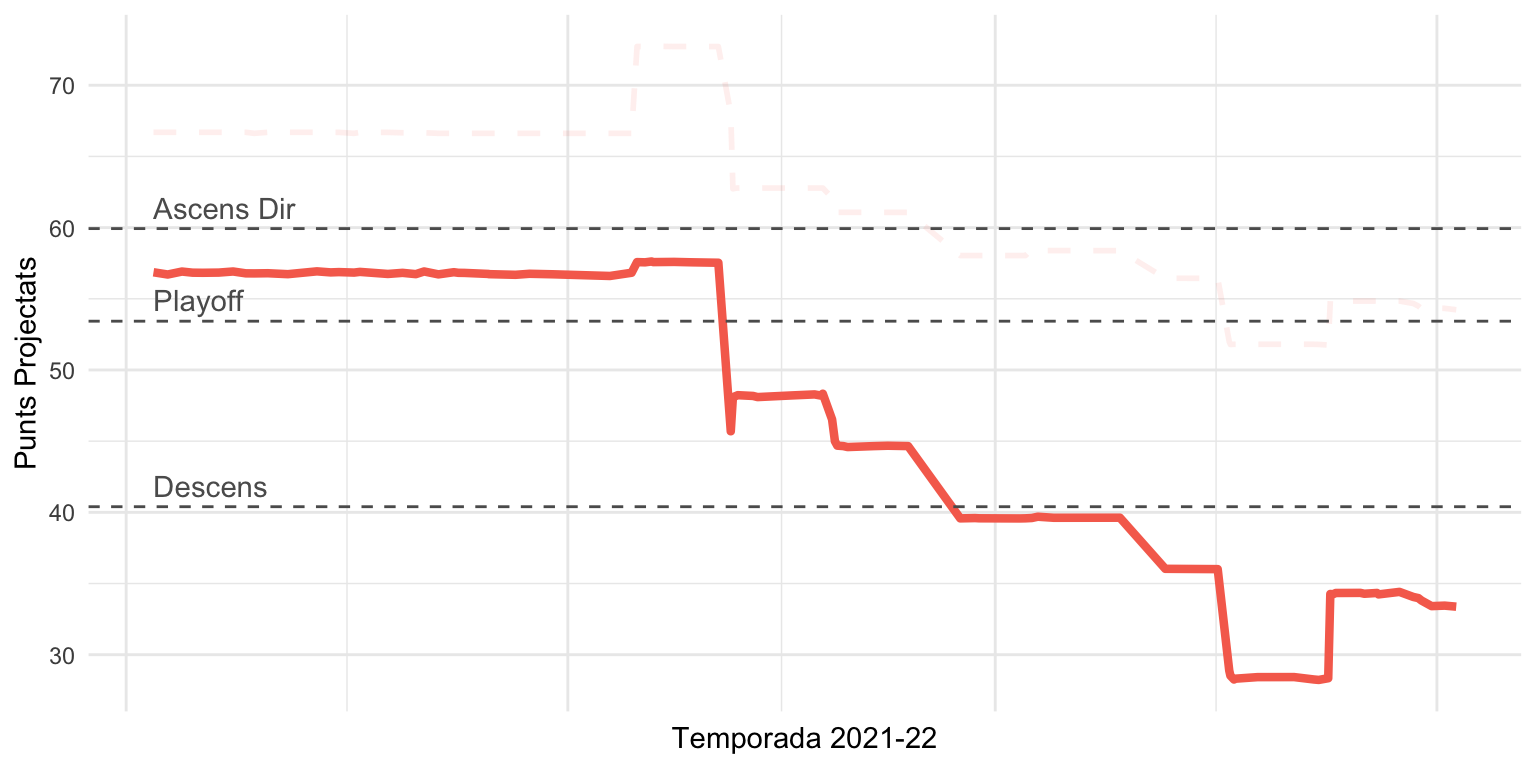 70
60
50
40
30
Punts Projectats
Ascens Dir
Playoff
Descens
Temporada 2021-22